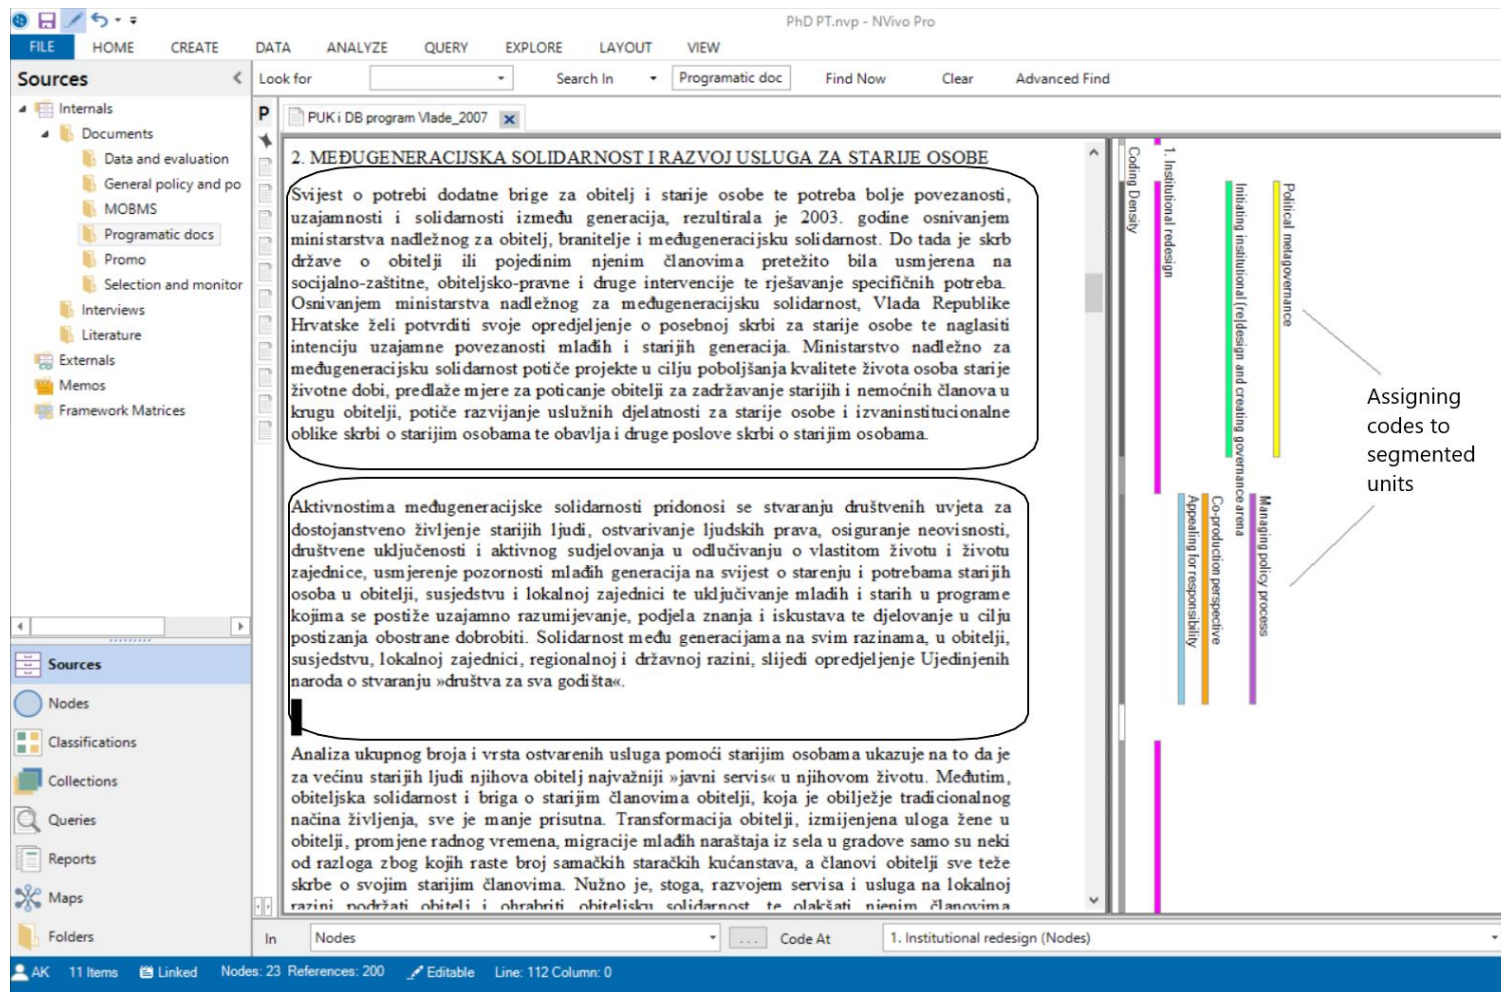 PhD PT.nvp - NVivo Pro
FILE HOME CREATE DATA ANALYZE QUERY EXPLORE LAYOUT VIEW
Sources
Look for Search In Programatic doc Find Now Clear Advanced Find
Internals
Documents
Data and evaluation
General policy and po
MOBMS
Programatic docs
Promo
Selection and monitor
Interviews
Literature
Externals
Memos
Framework Matrices
Sources
Nodes
Classifications
Collections
Queries
Reports
Maps
Folders
P
PUK i DB program Vlade_2007
2. MEĐUGENERACIJSKA SOLIDARNOST I RAZVOJ USLUGA ZA STARIJE OSOBE
Svijest o potrebi dodatne brige za obitelj i starije osobe te potreba bolje povezanosti,
uzajamnosti i solidarnosti između generacija, rezultirala je 2003. godine osnivanjem
ministarstva nadležnog za obitelj, branitelje i međugeneracijsku solidarnost. Do tada je skrb
države o obitelji ili pojedinim njenim članovima pretežito bila usmjerena na
socijalno-zaštitne, obiteljsko-pravne i druge intervencije te rješavanje specifičnih potreba.
Osnivanjem ministarstva nadležnog za međugeneracijsku solidarnost, Vlada Republike
Hrvatske želi potvrditi svoje opredjeljenje o posebnoj skrbi za starije osobe te naglasiti
intenciju uzajamne povezanosti mlađih i starijih generacija. Ministarstvo nadležno za
međugeneracijsku solidarnost potiče projekte u cilju poboljšanja kvalitete života osoba starije
životne dobi, predlaže mjere za poticanje obitelji za zadržavanje starijih i nemoćnih članova u
krugu obitelji, potiče razvijanje uslužnih djelatnosti za starije osobe i izvaninstitucionalne
oblike skrbi o starijim osobama te obavlja i druge poslove skrbi o starijim osobama.
Aktivnostima međugeneracijske solidarnosti pridonosi se stvaranju društvenih uvjeta za
dostojanstveno življenje starijih ljudi, ostvarivanje ljudskih prava, osiguranje neovisnosti,
društvene uključenosti i aktivnog sudjelovanja u odlučivanju o vlastitom životu i životu
zajednice, usmjerenje pozornosti mlađih generacija na svijest o starenju i potrebama starijih
osoba u obitelji, susjedstvu i lokalnoj zajednici te uključivanje mladih i starih u programe
kojima se postiže uzajamno razumijevanje, podjela znanja i iskustava te djelovanje u cilju
postizanja obostrane dobrobiti. Solidarnost među generacijama na svim razinama, u obitelji,
susjedstvu, lokalnoj zajednici, regionalnoj i državnoj razini, slijedi opredjeljenje Ujedinjenih
naroda o stvaranju »društva za sva godišta«.
Analiza ukupnog broja i vrsta ostvarenih usluga pomoći starijim osobama ukazuje na to da je
za većinu starijih ljudi njihova obitelj najvažniji »javni servis« u njihovom životu. Međutim,
obiteljska solidarnost i briga o starijim članovima obitelji, koja je obilježje tradicionalnog
načina življenja, sve je manje prisutna. Transformacija obitelji, izmijenjena uloga žene u
obitelji, promjene radnog vremena, migracije mlađih naraštaja iz sela u gradove samo su neki
od razloga zbog kojih raste broj samačkih staračkih kućanstava, a članovi obitelji sve teže
skrbe o svojim starijim članovima. Nužno je, stoga, razvojem servisa i usluga na lokalnoj
razini podržati obitelj i ohrabriti obiteljsku solidarnost te olakšati njenim članovima
Coding Density
1. Institutional redesign
Initiating institutional (re)design and creating governance arena
Political metagovernance
Appealing for responsibility
Co-production perspective
Managing policy process
Assigning
codes to
segmented
units
In Nodes ... Code At 1. Institutional redesign (Nodes)
AK 11 Items Linked Nodes: 23 References: 200 Editable Line: 112 Column: 0